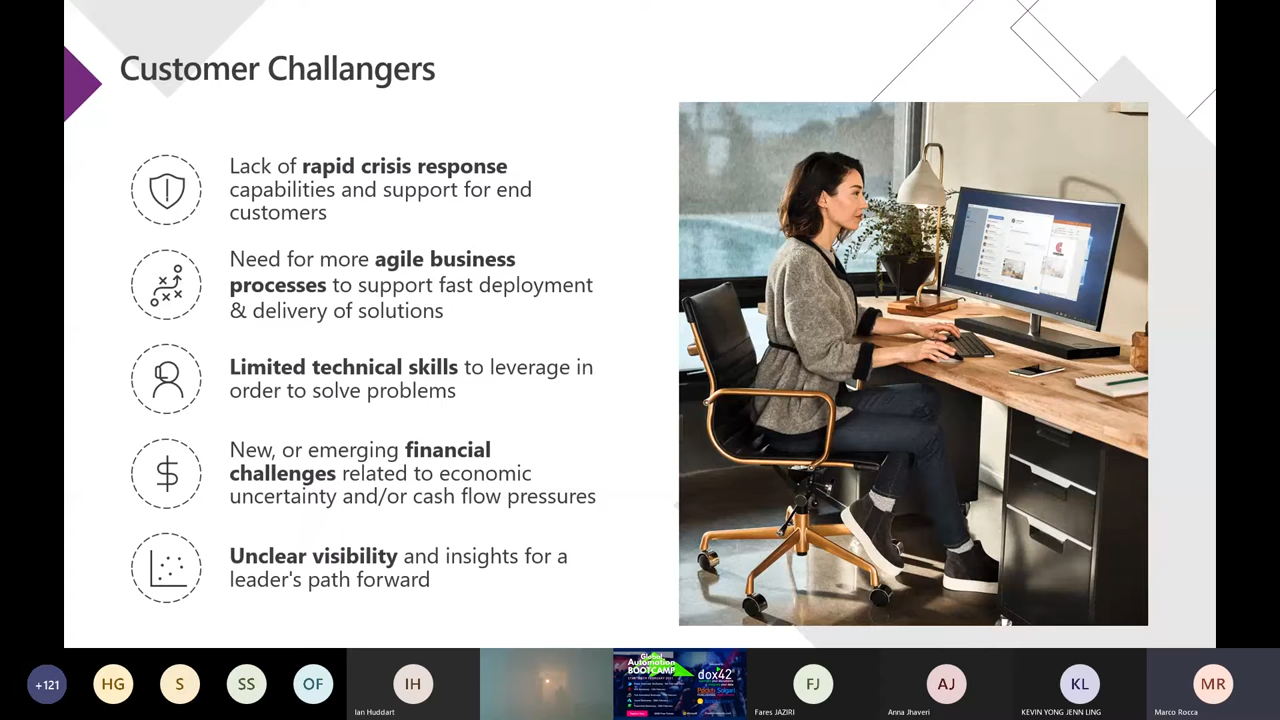 Customer Challangers
Lack of rapid crisis response
capabilities and support for end
customers
Need for more agile business
processes to support fast deployment
& delivery of solutions
Limited technical skills to leverage in
order to solve problems
New, or emerging financial
challenges related to economic
uncertainty and/or cash flow pressures
Unclear visibility and insights for a
leader's path forward
+121
HG
S
SS
OF
IH
Ian Huddart
Global
Automation
BOOTCAMP
dox42
FJ
Fares JAZIRI
AJ
Anna Jhaveri
KL
KEVIN YONG JENN LING
MR
Marco Rocca